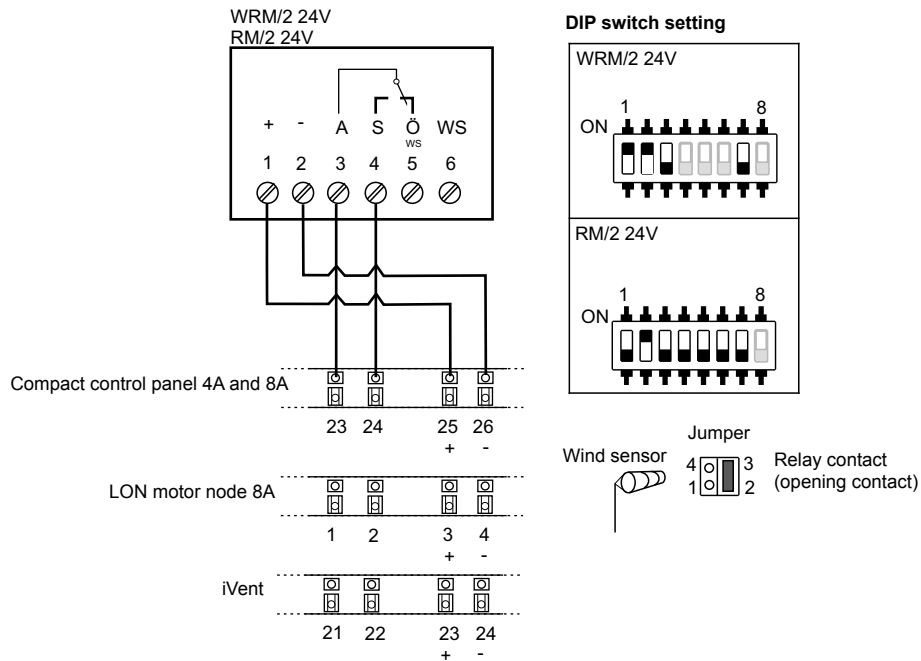 WRM/2 24V
RM/2 24V
+ - A S Ö WS
WS
1 2 3 4 5 6
Compact control panel 4A and 8A
23 24 25 26
+ -
LON motor node 8A
1 2 3 4
+ -
iVent
21 22 23 24
+ -
DIP switch setting
WRM/2 24V
1 8
ON
RM/2 24V
1 8
ON
Jumper
Wind sensor
4 3
1 2
Relay contact
(opening contact)